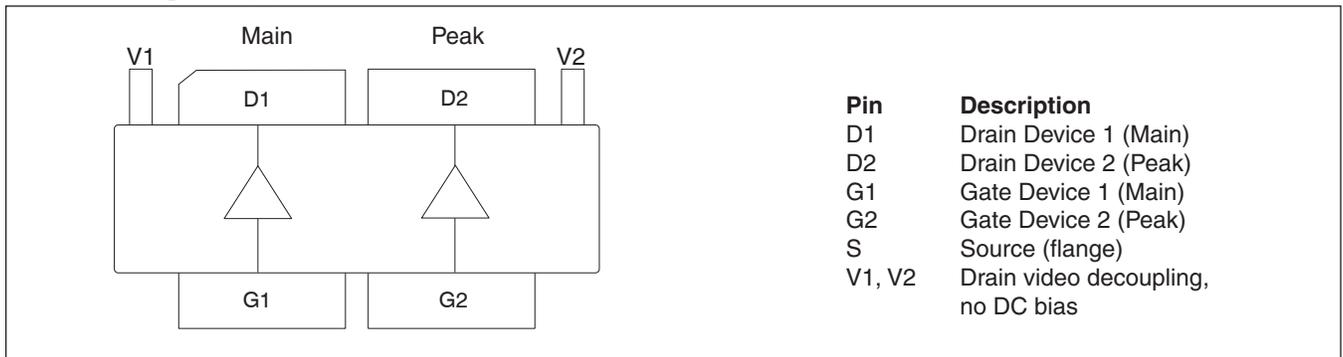 Main Peak
V1 V2
D1 D2
G1 G2
Pin Description
D1 Drain Device 1 (Main)
D2 Drain Device 2 (Peak)
G1 Gate Device 1 (Main)
G2 Gate Device 2 (Peak)
S Source (flange)
V1, V2 Drain video decoupling,
no DC bias